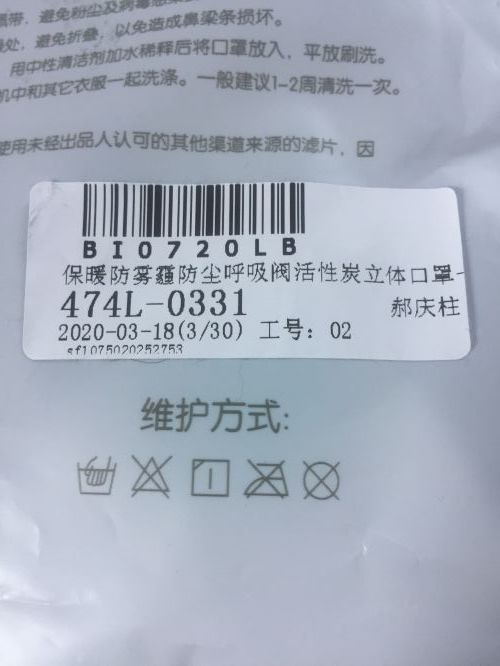 避免粉尘及病毒感染
处，避免折叠，以免造成鼻梁条损坏。
用中性清洁剂加水稀释后将口罩放入，平放刷洗。
机中和其它衣服一起洗涤。一般建议1-2周清洗一次。
使用未经出品人认可的其他渠道来源的滤片，因
BI0720LB
保暖防雾霾防尘呼吸阀活性炭立体口罩
474L-0331
郝庆柱
2020-03-18(3/30) 工号：02
sf1075020252753
维护方式: